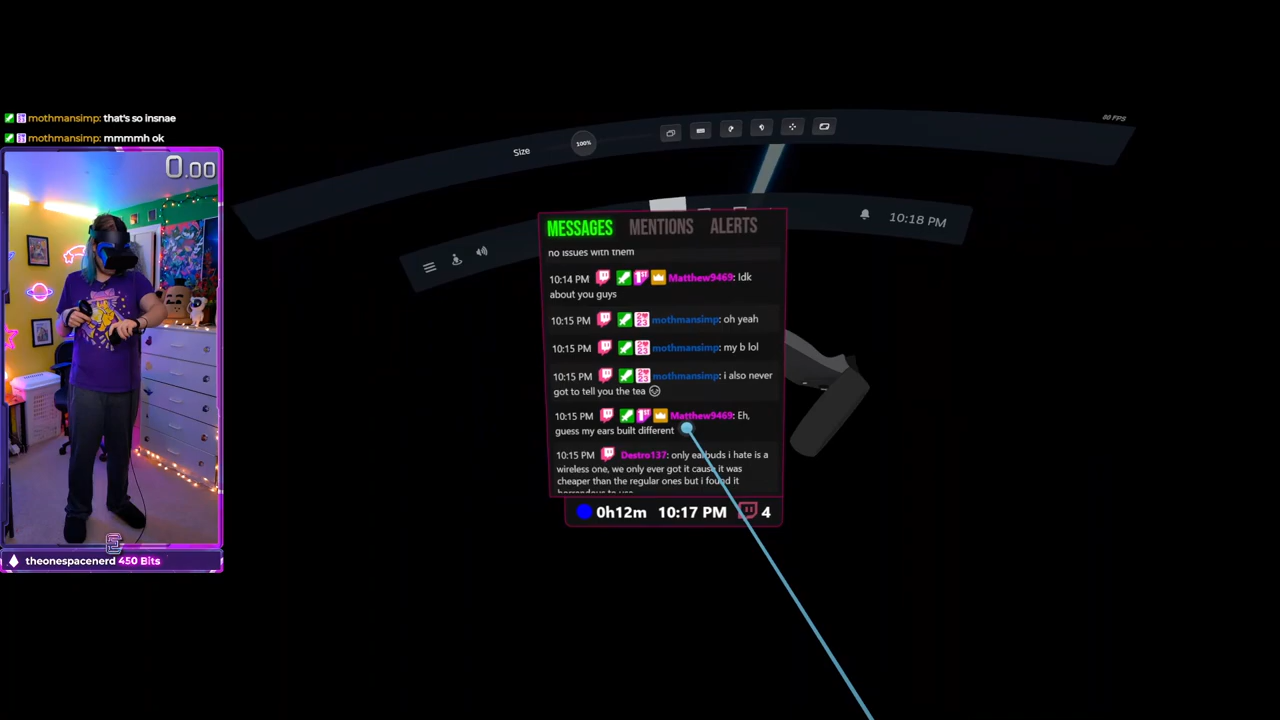 mothmansimp: that's so insnae
mothmansimp: mmmmh ok
0.00
theonespacenerd 450 Bits
80 FPS
Size
100%
10:18 PM
MESSAGES MENTIONS ALERTS
no issues with them
10:14 PM Matthew9469: Idk
about you guys
10:15 PM mothmansimp: oh yeah
10:15 PM mothmansimp: my b lol
10:15 PM mothmansimp: i also never
got to tell you the tea
10:15 PM Matthew9469: Eh,
guess my ears built different
10:15 PM Destro137: only earbuds i hate is a
wireless one, we only ever got it cause it was
cheaper than the regular ones but i found it
horrendous to use
0h12m 10:17 PM 4